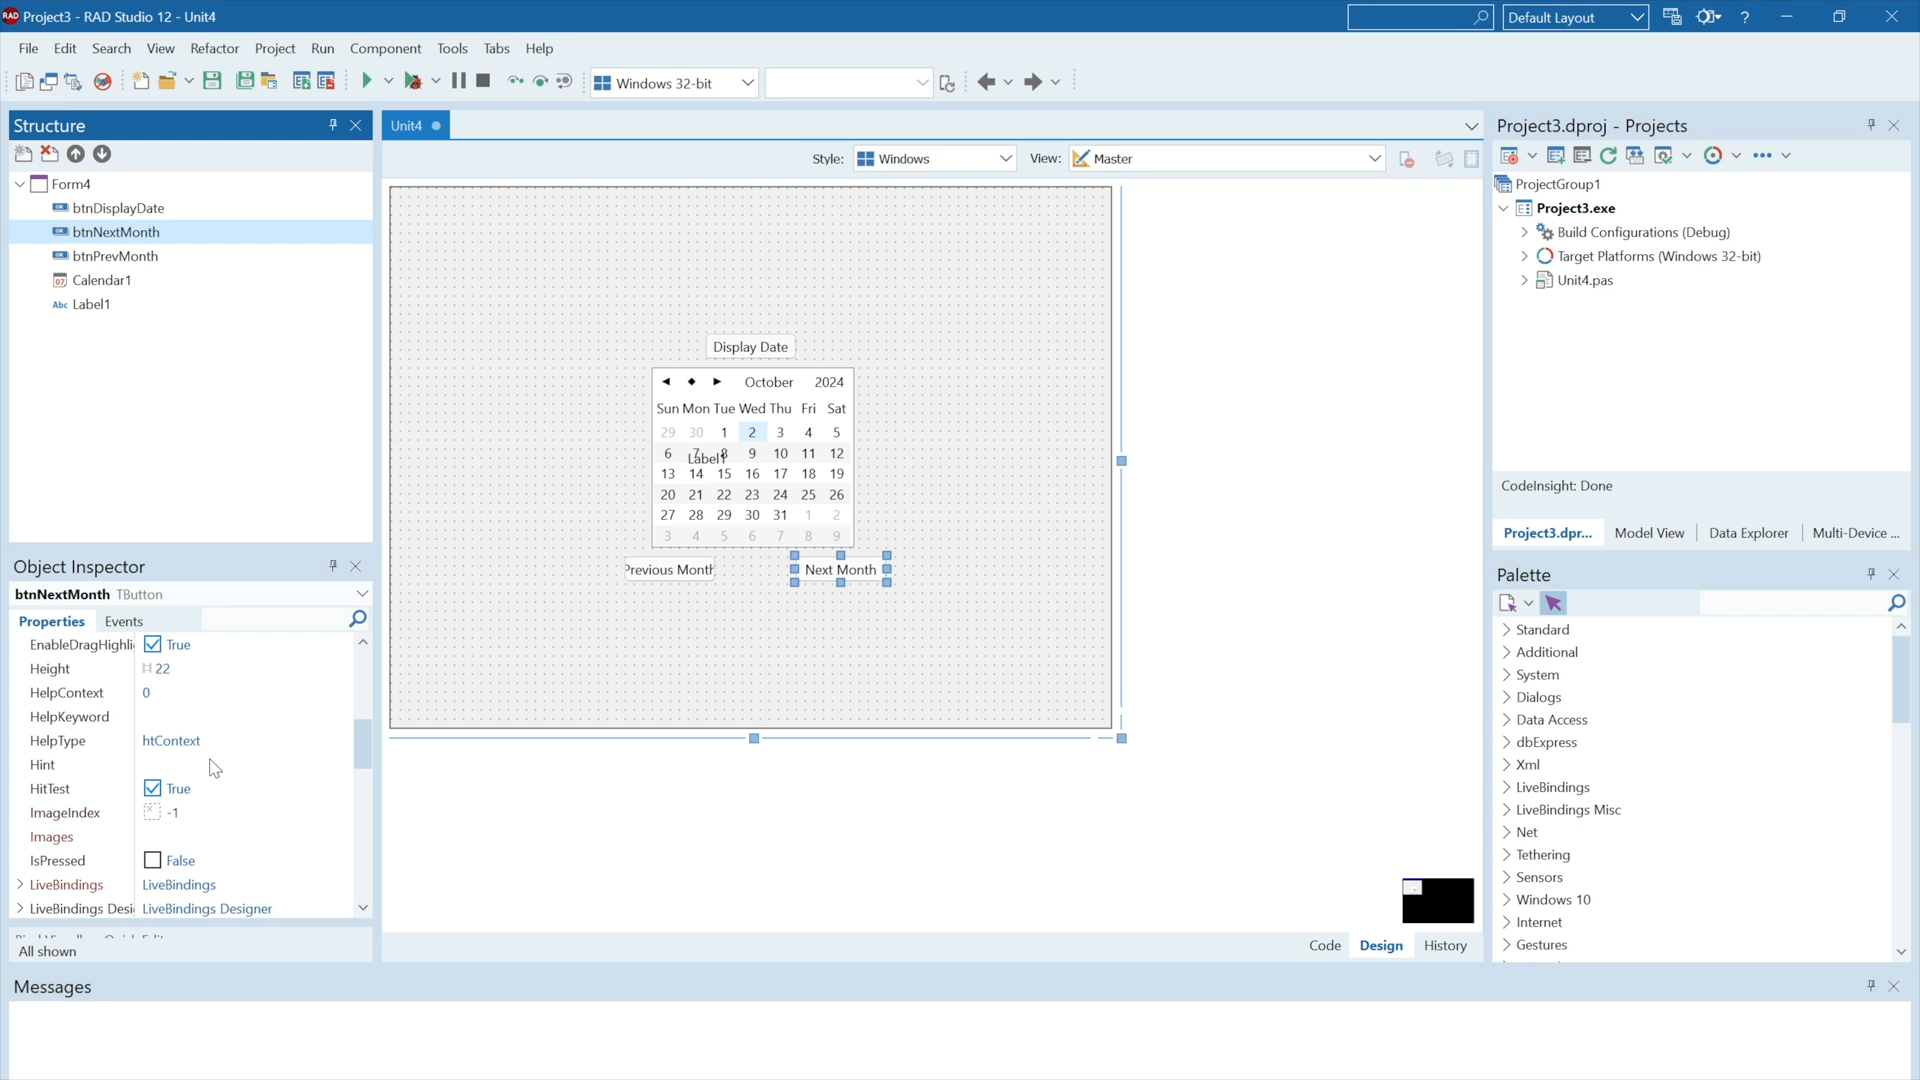 RAD Project3 - RAD Studio 12 - Unit4
Default Layout
?
File Edit Search View Refactor Project Run Component Tools Tabs Help
Windows 32-bit
Structure
Form4
btnDisplayDate
btnNextMonth
btnPrevMonth
07 Calendar1
Abc Label1
Object Inspector
btnNextMonth TButton
Properties Events
EnableDragHighli True
Height 22
HelpContext 0
HelpKeyword
HelpType htContext
Hint
HitTest True
ImageIndex -1
Images
IsPressed False
LiveBindings LiveBindings
LiveBindings Desi LiveBindings Designer
All shown
Unit4
Style: Windows View: Master
Display Date
October 2024
Sun Mon Tue Wed Thu Fri Sat
29 30 1 2 3 4 5
6 7 8 9 10 11 12
Label1
13 14 15 16 17 18 19
20 21 22 23 24 25 26
27 28 29 30 31 1 2
3 4 5 6 7 8 9
Previous Month
Next Month
Code Design History
Project3.dproj - Projects
ProjectGroup1
Project3.exe
Build Configurations (Debug)
Target Platforms (Windows 32-bit)
Unit4.pas
CodeInsight: Done
Project3.dpr... Model View Data Explorer Multi-Device ...
Palette
Standard
Additional
System
Dialogs
Data Access
dbExpress
Xml
LiveBindings
LiveBindings Misc
Net
Tethering
Sensors
Windows 10
Internet
Gestures
Messages